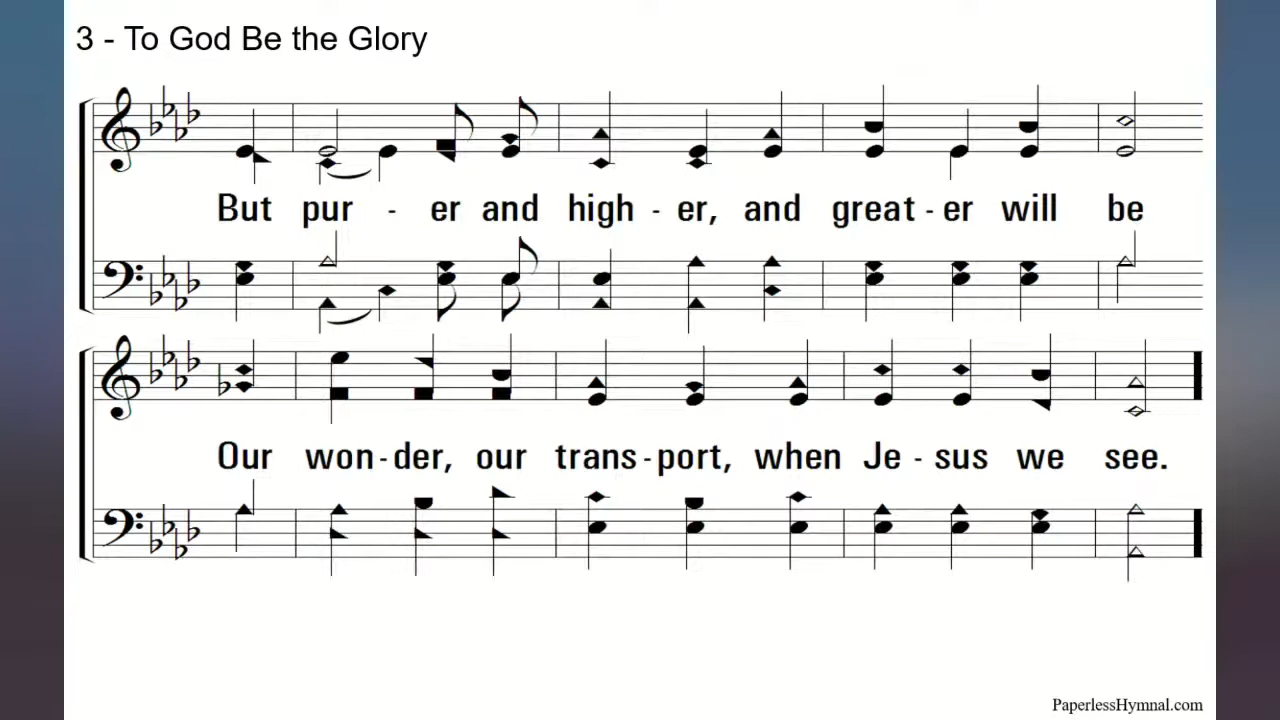 3 - To God Be the Glory
But pur - er and high - er, and great - er will be
Our won - der, our trans - port, when Je - sus we see.
PaperlessHymnal.com